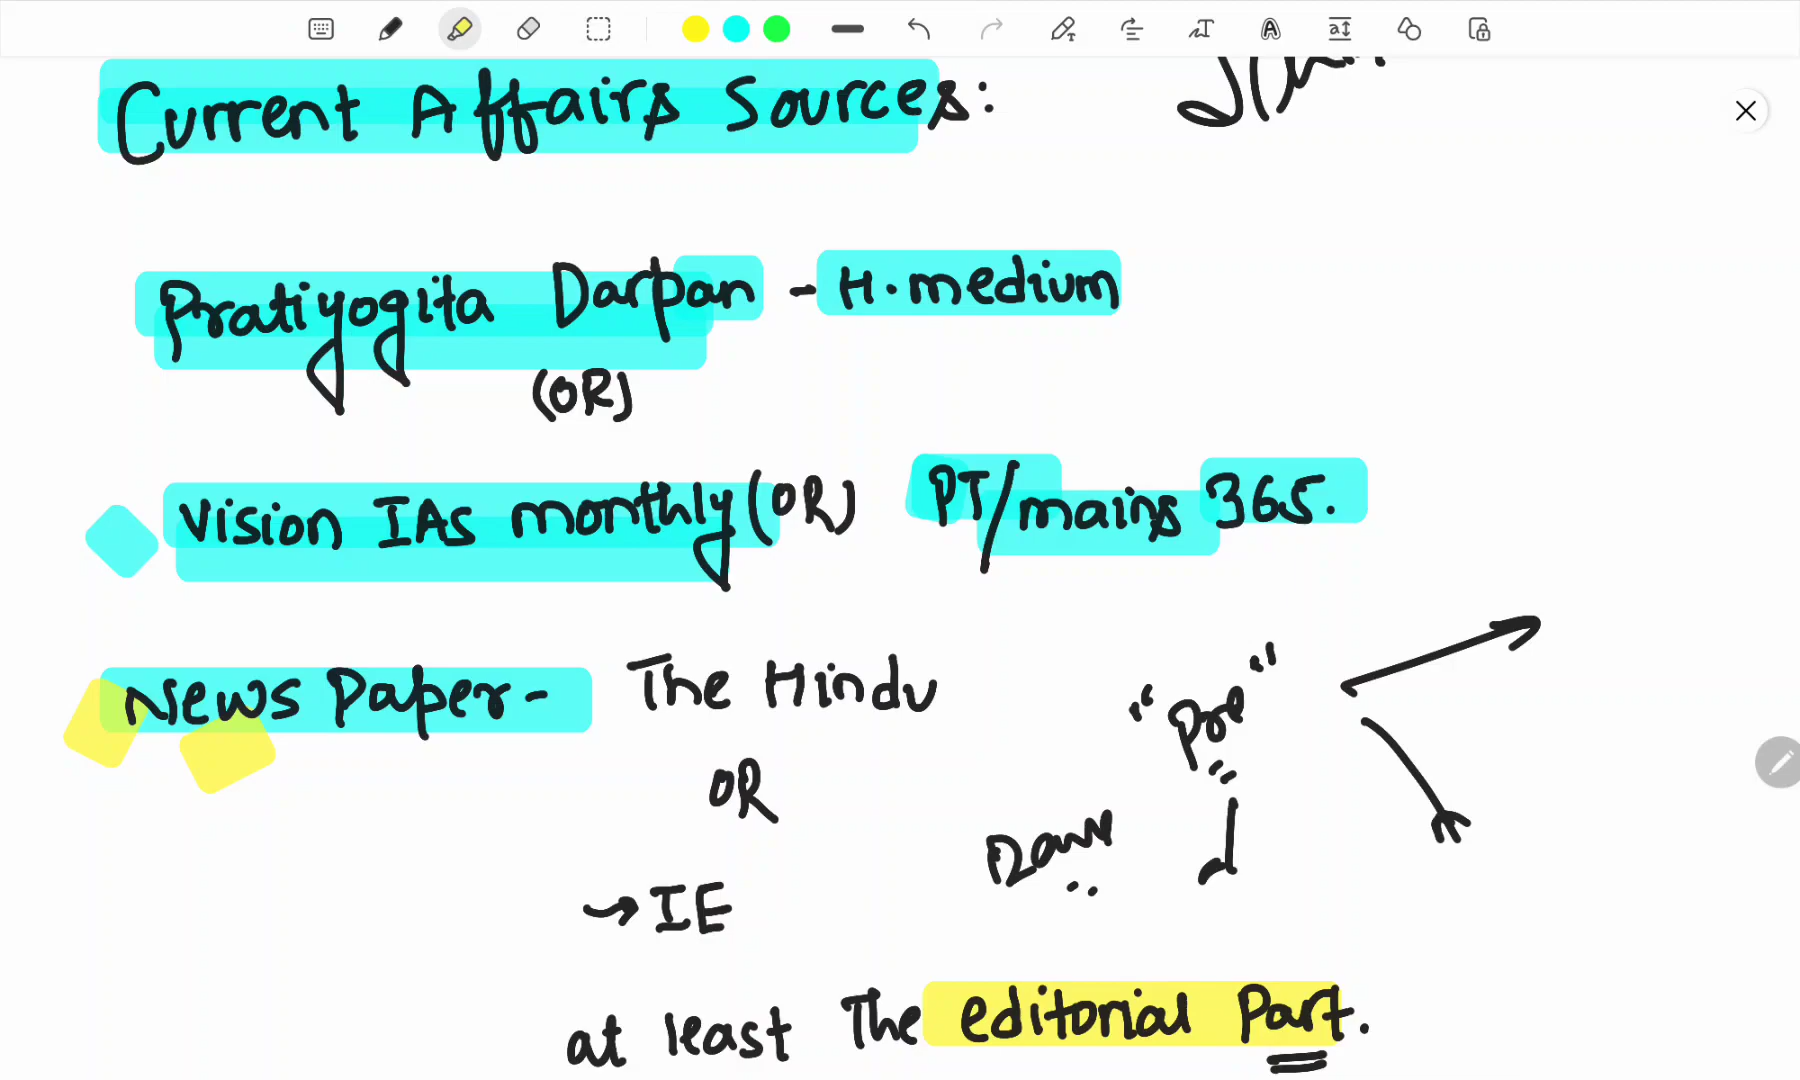 Current Affairs Sources:
Pratiyogita Darpan - H. medium
(OR)
Vision IAs monthly (OR) PT/mains 365.
News Paper - The Hindu
"Pre"
OR
→ IE
at least The editorial Part.